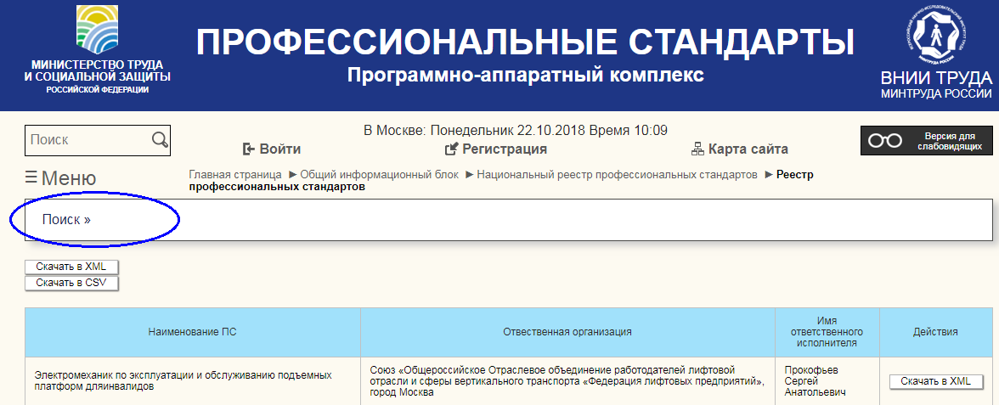 МИНИСТЕРСТВО ТРУДА
И СОЦИАЛЬНОЙ ЗАЩИТЫ
РОССИЙСКОЙ ФЕДЕРАЦИИ
ПРОФЕССИОНАЛЬНЫЕ СТАНДАРТЫ
Программно-аппаратный комплекс
ВНИИ ТРУДА
МИНТРУДА РОССИИ
Поиск
В Москве: Понедельник 22.10.2018 Время 10:09
Войти
Регистрация
Карта сайта
Версия для
слабовидящих
☰ Меню
Главная страница ►Общий информационный блок ►Национальный реестр профессиональных стандартов ►Реестр
профессиональных стандартов
Поиск »
Скачать в XML
Скачать в CSV
Наименование ПС
Отвественная организация
Имя
ответственного
исполнителя
Действия
Электромеханик по эксплуатации и обслуживанию подъемных
платформ дляинвалидов
Союз «Общероссийское Отраслевое объединение работодателей лифтовой
отрасли и сферы вертикального транспорта «Федерация лифтовых предприятий»,
город Москва
Прокофьев
Сергей
Анатольевич
Скачать в XML